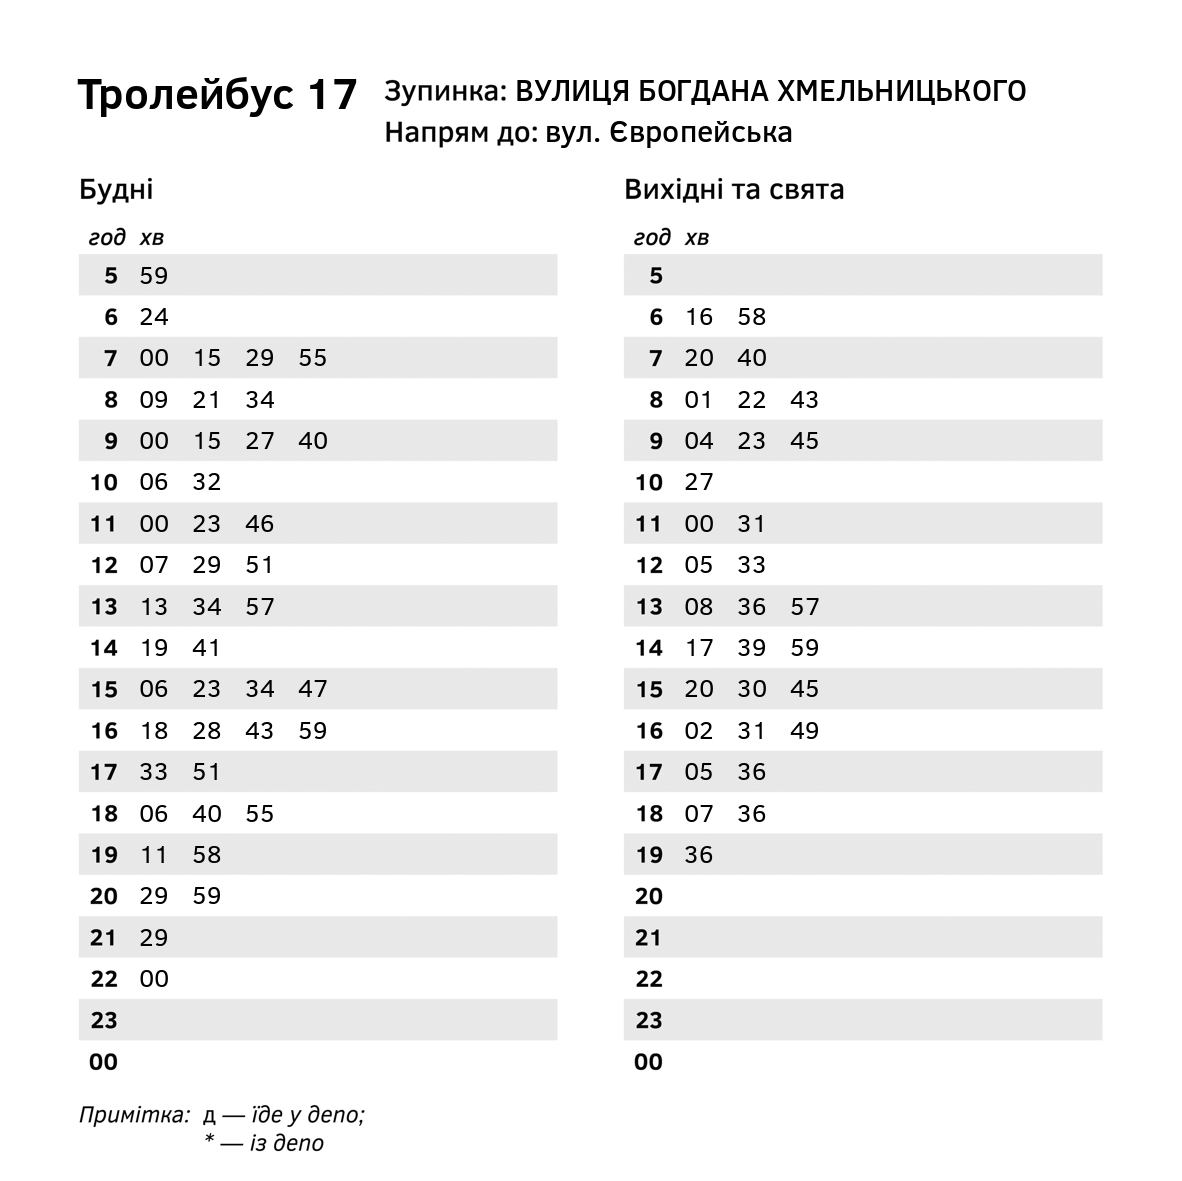 Тролейбус 17
Зупинка: ВУЛИЦЯ БОГДАНА ХМЕЛЬНИЦЬКОГО
Напрям до: вул. Європейська
Будні
год хв
5 59
6 24
7 00 15 29 55
8 09 21 34
9 00 15 27 40
10 06 32
11 00 23 46
12 07 29 51
13 13 34 57
14 19 41
15 06 23 34 47
16 18 28 43 59
17 33 51
18 06 40 55
19 11 58
20 29 59
21 29
22 00
23
00
Вихідні та свята
год хв
5
6 16 58
7 20 40
8 01 22 43
9 04 23 45
10 27
11 00 31
12 05 33
13 08 36 57
14 17 39 59
15 20 30 45
16 02 31 49
17 05 36
18 07 36
19 36
20
21
22
23
00
Примітка: д — їде у депо;
* — із депо